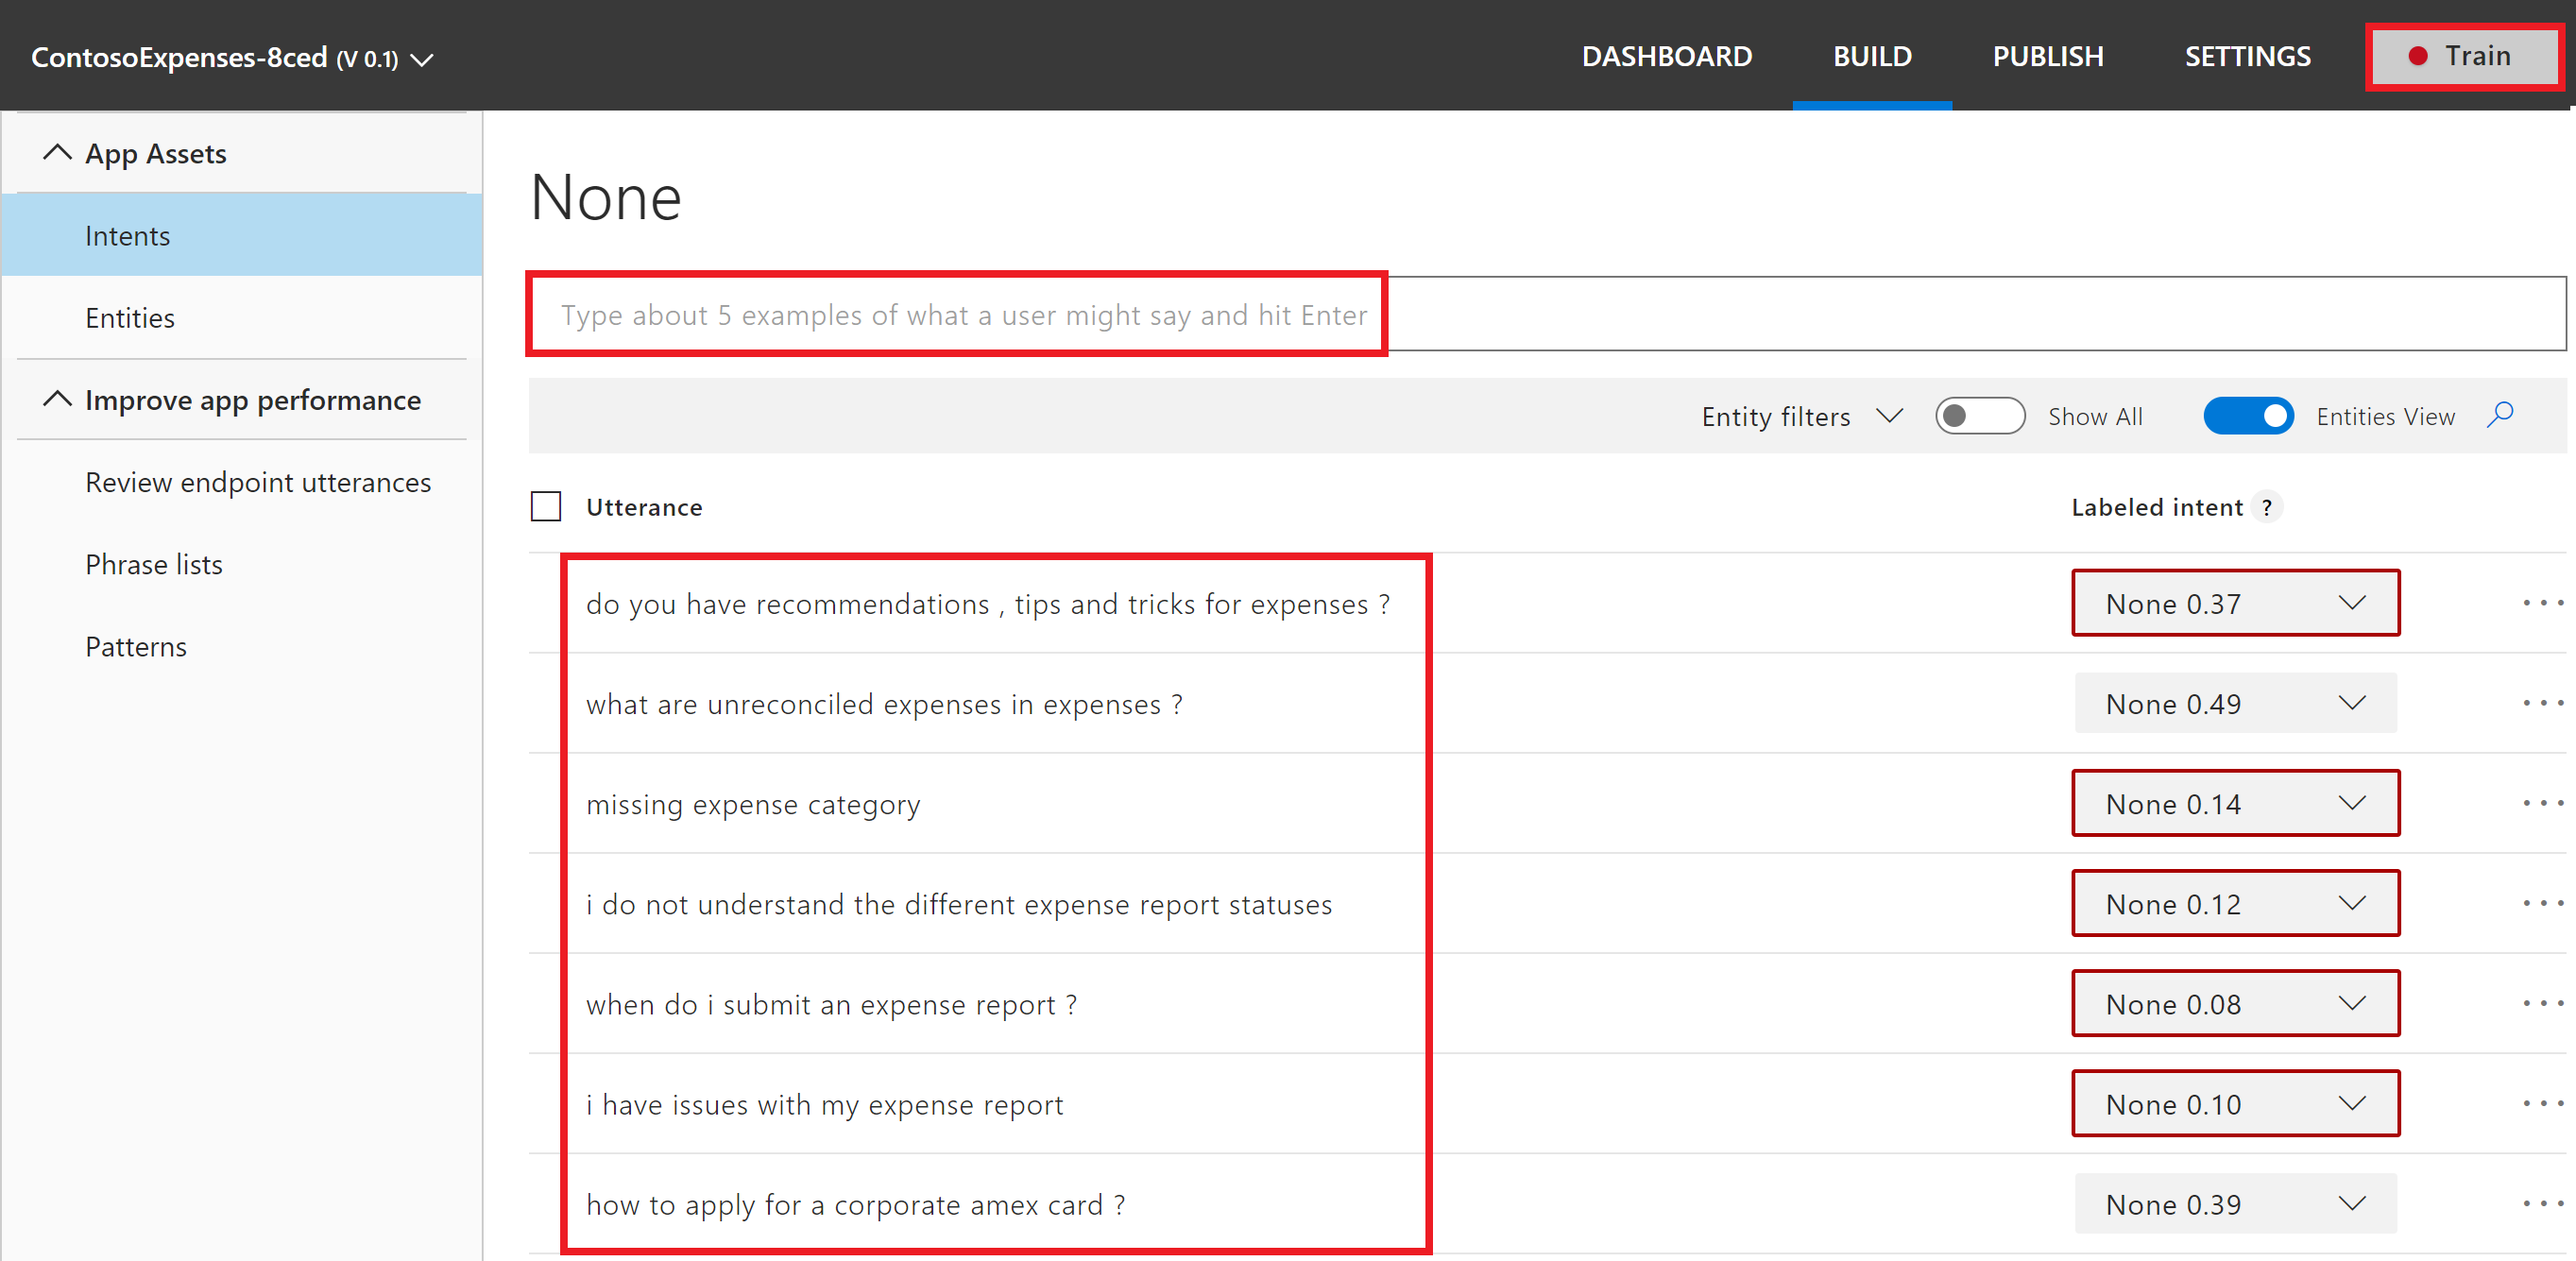 ContosoExpenses-8ced (V 0.1)
DASHBOARD
BUILD
PUBLISH
SETTINGS
Train
App Assets
Intents
Entities
Improve app performance
Review endpoint utterances
Phrase lists
Patterns
None
Type about 5 examples of what a user might say and hit Enter
Entity filters
Show All
Entities View
Utterance
Labeled intent ?
do you have recommendations , tips and tricks for expenses ?
None 0.37
what are unreconciled expenses in expenses ?
None 0.49
missing expense category
None 0.14
i do not understand the different expense report statuses
None 0.12
when do i submit an expense report ?
None 0.08
i have issues with my expense report
None 0.10
how to apply for a corporate amex card ?
None 0.39